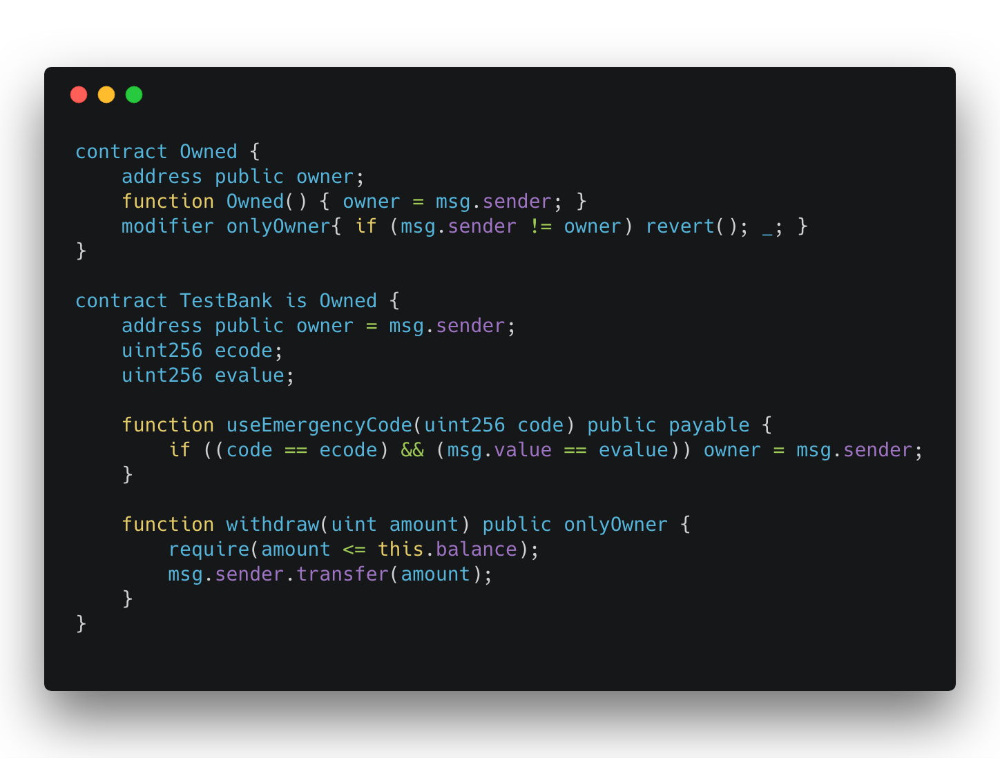 contract Owned {
    address public owner;
    function Owned() { owner = msg.sender; }
    modifier onlyOwner{ if (msg.sender != owner) revert(); _; }
}
contract TestBank is Owned {
    address public owner = msg.sender;
    uint256 ecode;
    uint256 evalue;
    function useEmergencyCode(uint256 code) public payable {
        if ((code == ecode) && (msg.value == evalue)) owner = msg.sender;
    }
    function withdraw(uint amount) public onlyOwner {
        require(amount <= this.balance);
        msg.sender.transfer(amount);
    }
}